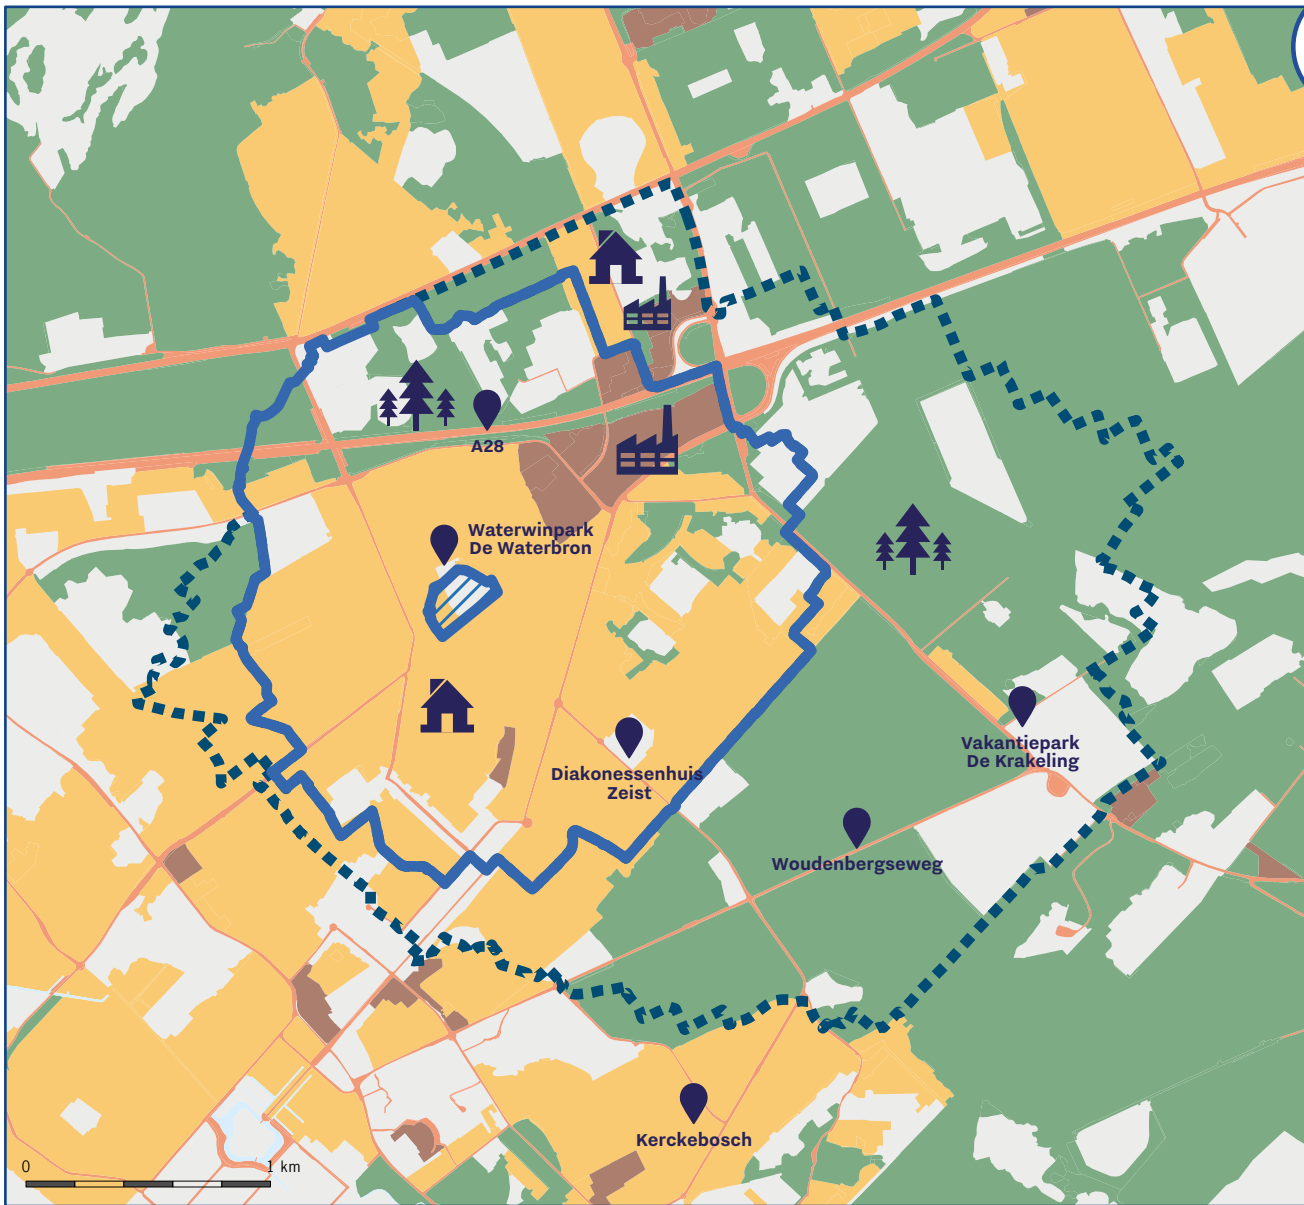 A28
Waterwinpark
De Waterbron
Diakonessenhuis
Zeist
Vakantiepark
De Krakeling
Woudenbergseweg
Kerckebosch
0
1 km